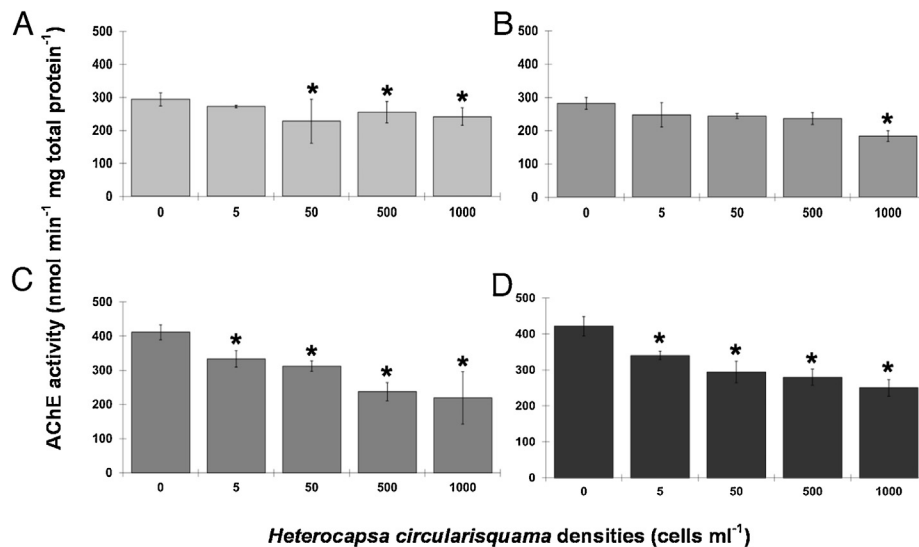 A
B
AChE activity (nmol min⁻¹ mg total protein⁻¹)
500
400
300
200
100
0
* * *
0 5 50 500 1000
500
400
300
200
100
0
*
0 5 50 500 1000
C
D
500
400
300
200
100
0
* * * *
0 5 50 500 1000
500
400
300
200
100
0
* * * *
0 5 50 500 1000
Heterocapsa circularisquama densities (cells ml⁻¹)